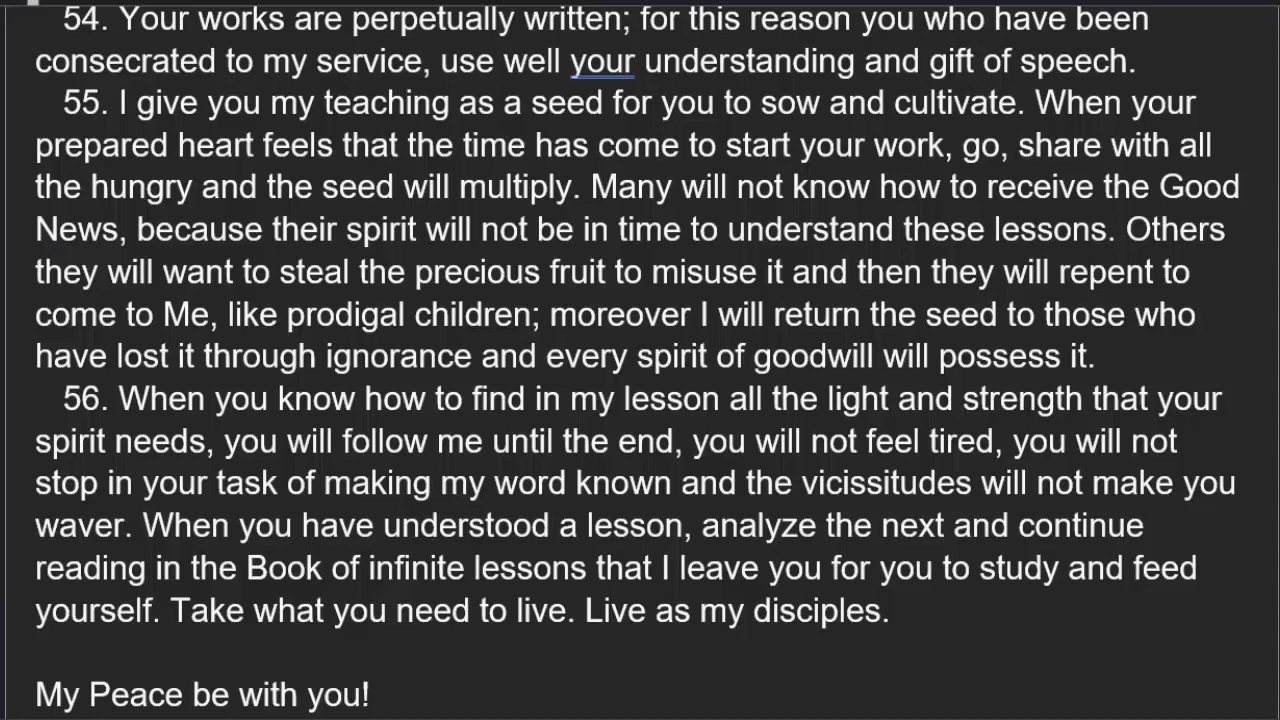 54. Your works are perpetually written; for this reason you who have been
consecrated to my service, use well your understanding and gift of speech.
55. I give you my teaching as a seed for you to sow and cultivate. When your
prepared heart feels that the time has come to start your work, go, share with all
the hungry and the seed will multiply. Many will not know how to receive the Good
News, because their spirit will not be in time to understand these lessons. Others
they will want to steal the precious fruit to misuse it and then they will repent to
come to Me, like prodigal children; moreover I will return the seed to those who
have lost it through ignorance and every spirit of goodwill will possess it.
56. When you know how to find in my lesson all the light and strength that your
spirit needs, you will follow me until the end, you will not feel tired, you will not
stop in your task of making my word known and the vicissitudes will not make you
waver. When you have understood a lesson, analyze the next and continue
reading in the Book of infinite lessons that I leave you for you to study and feed
yourself. Take what you need to live. Live as my disciples.
My Peace be with you!